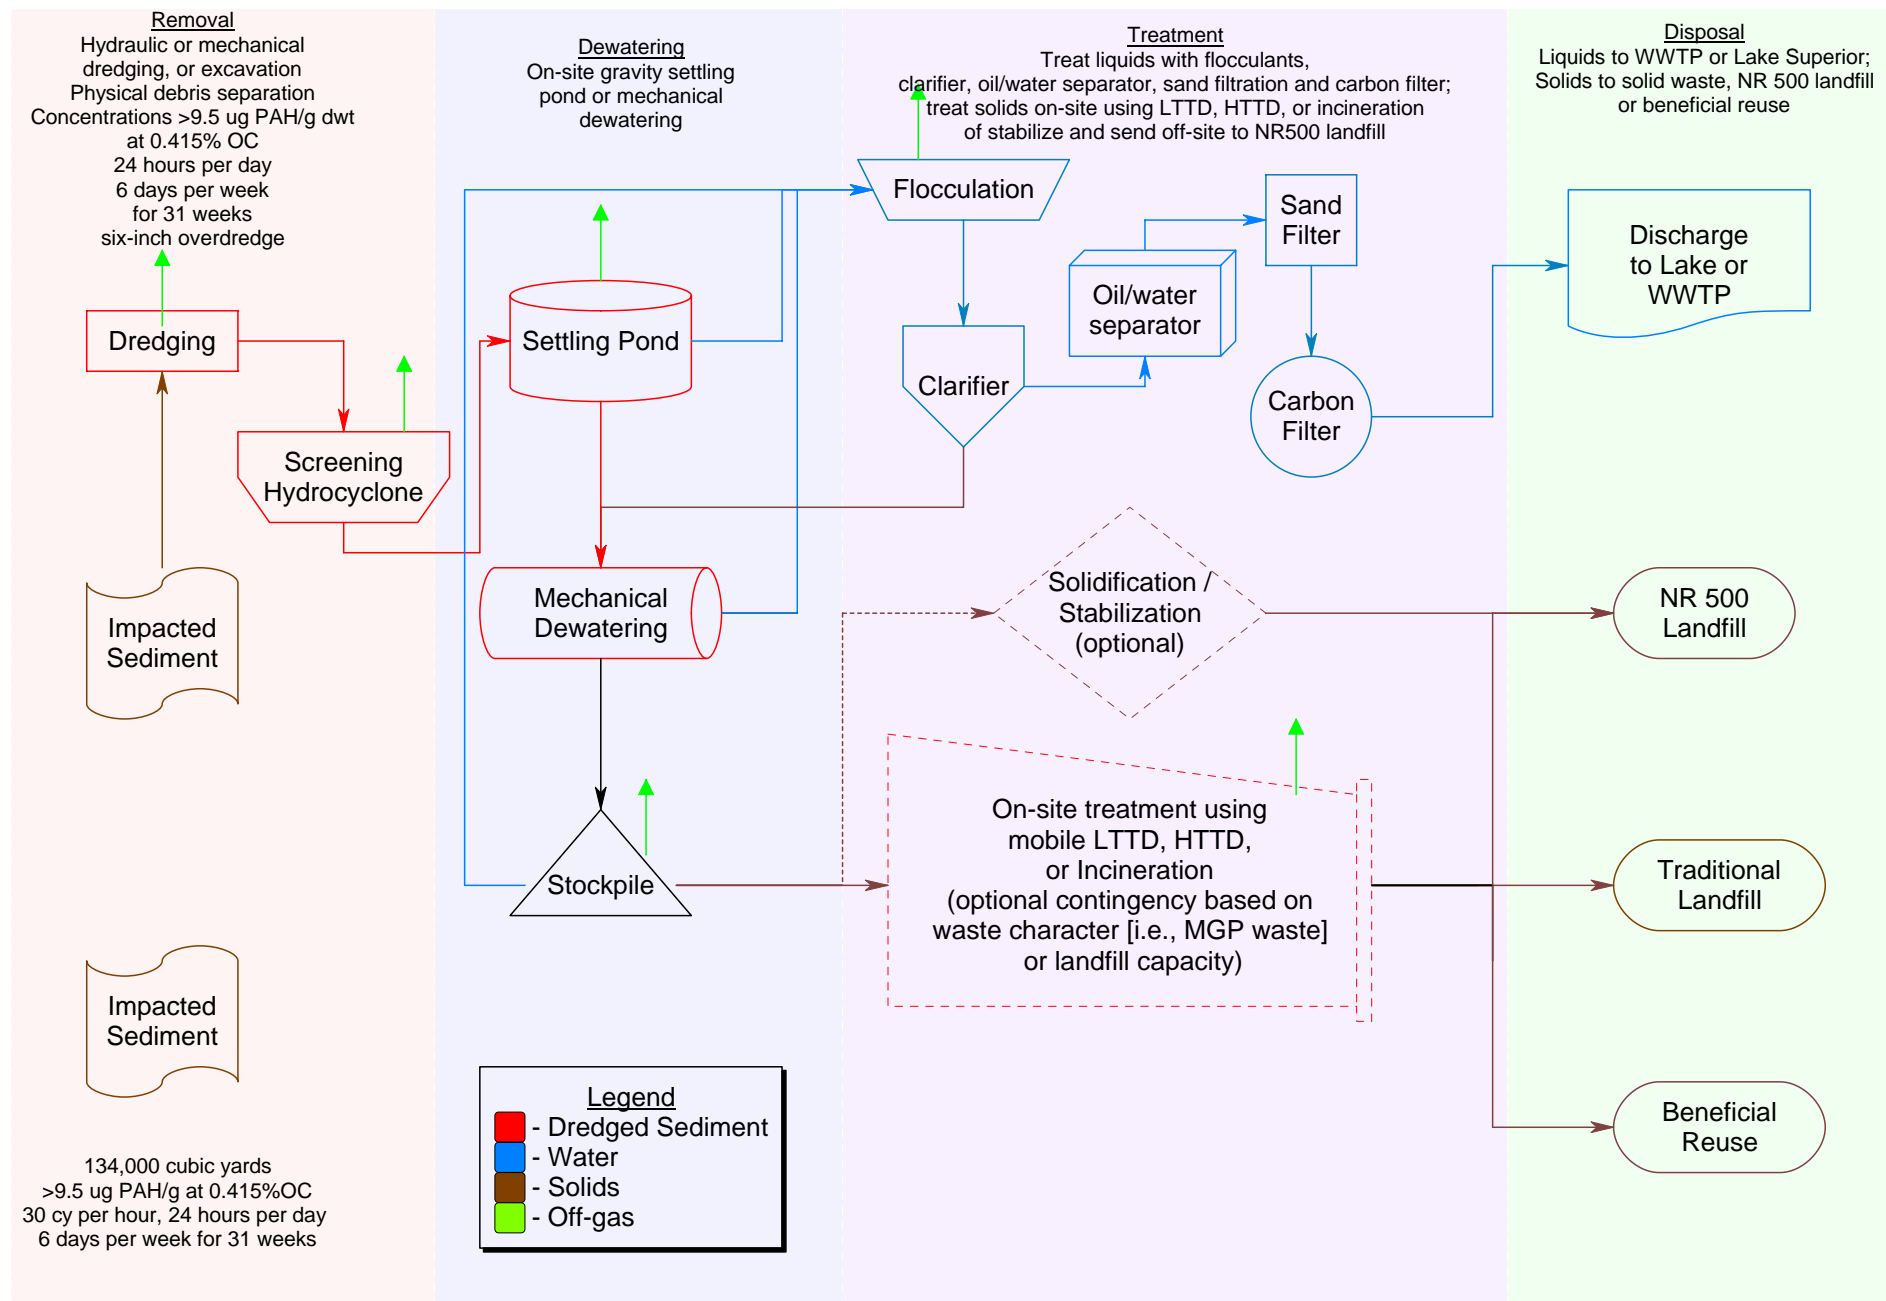 Removal
Hydraulic or mechanical
dredging, or excavation
Physical debris separation
Concentrations >9.5 ug PAH/g dwt
at 0.415% OC
24 hours per day
6 days per week
for 31 weeks
six-inch overdredge
Dewatering
On-site gravity settling
pond or mechanical
dewatering
Treatment
Treat liquids with flocculants,
clarifier, oil/water separator, sand filtration and carbon filter;
treat solids on-site using LTTD, HTTD, or incineration
of stabilize and send off-site to NR500 landfill
Disposal
Liquids to WWTP or Lake Superior;
Solids to solid waste, NR 500 landfill
or beneficial reuse
Dredging
Screening
Hydrocyclone
Impacted
Sediment
Impacted
Sediment
134,000 cubic yards
>9.5 ug PAH/g at 0.415%OC
30 cy per hour, 24 hours per day
6 days per week for 31 weeks
Settling Pond
Mechanical
Dewatering
Stockpile
Legend
- Dredged Sediment
- Water
- Solids
- Off-gas
Flocculation
Clarifier
Oil/water
separator
Sand
Filter
Carbon
Filter
Solidification /
Stabilization
(optional)
On-site treatment using
mobile LTTD, HTTD,
or Incineration
(optional contingency based on
waste character [i.e., MGP waste]
or landfill capacity)
Discharge
to Lake or
WWTP
NR 500
Landfill
Traditional
Landfill
Beneficial
Reuse